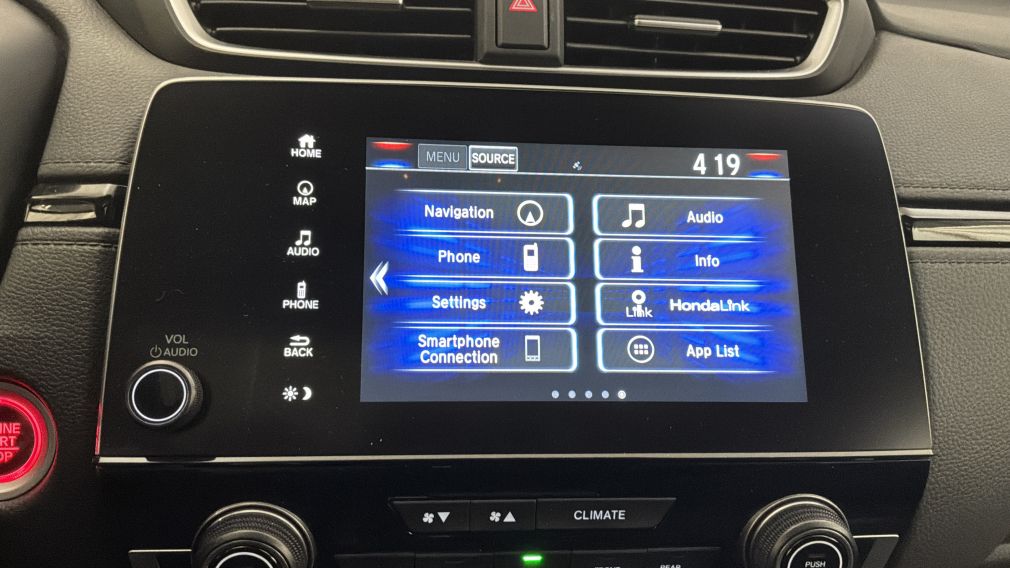 HOME
MAP
AUDIO
PHONE
BACK
VOL
AUDIO
MENU SOURCE 4 19
Navigation Audio
Phone Info
Settings Link HondaLink
Smartphone
Connection App List
CLIMATE
PUSH
REAR